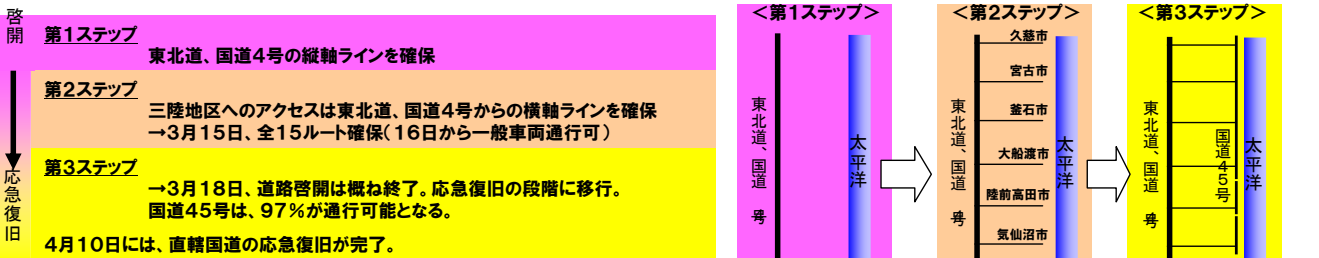 啓開
応急復旧
第1ステップ
東北道、国道4号の縦軸ラインを確保
第2ステップ
三陸地区へのアクセスは東北道、国道4号からの横軸ラインを確保
→3月15日、全15ルート確保(16日から一般車両通行可)
第3ステップ
→3月18日、道路啓開は概ね終了。応急復旧の段階に移行。
国道45号は、97%が通行可能となる。
4月10日には、直轄国道の応急復旧が完了。
<第1ステップ>
東北道、国道
号
太平洋
<第2ステップ>
久慈市
宮古市
釜石市
大船渡市
陸前高田市
気仙沼市
東北道、国道
号
太平洋
<第3ステップ>
東北道、国道
号
国道45号
太平洋